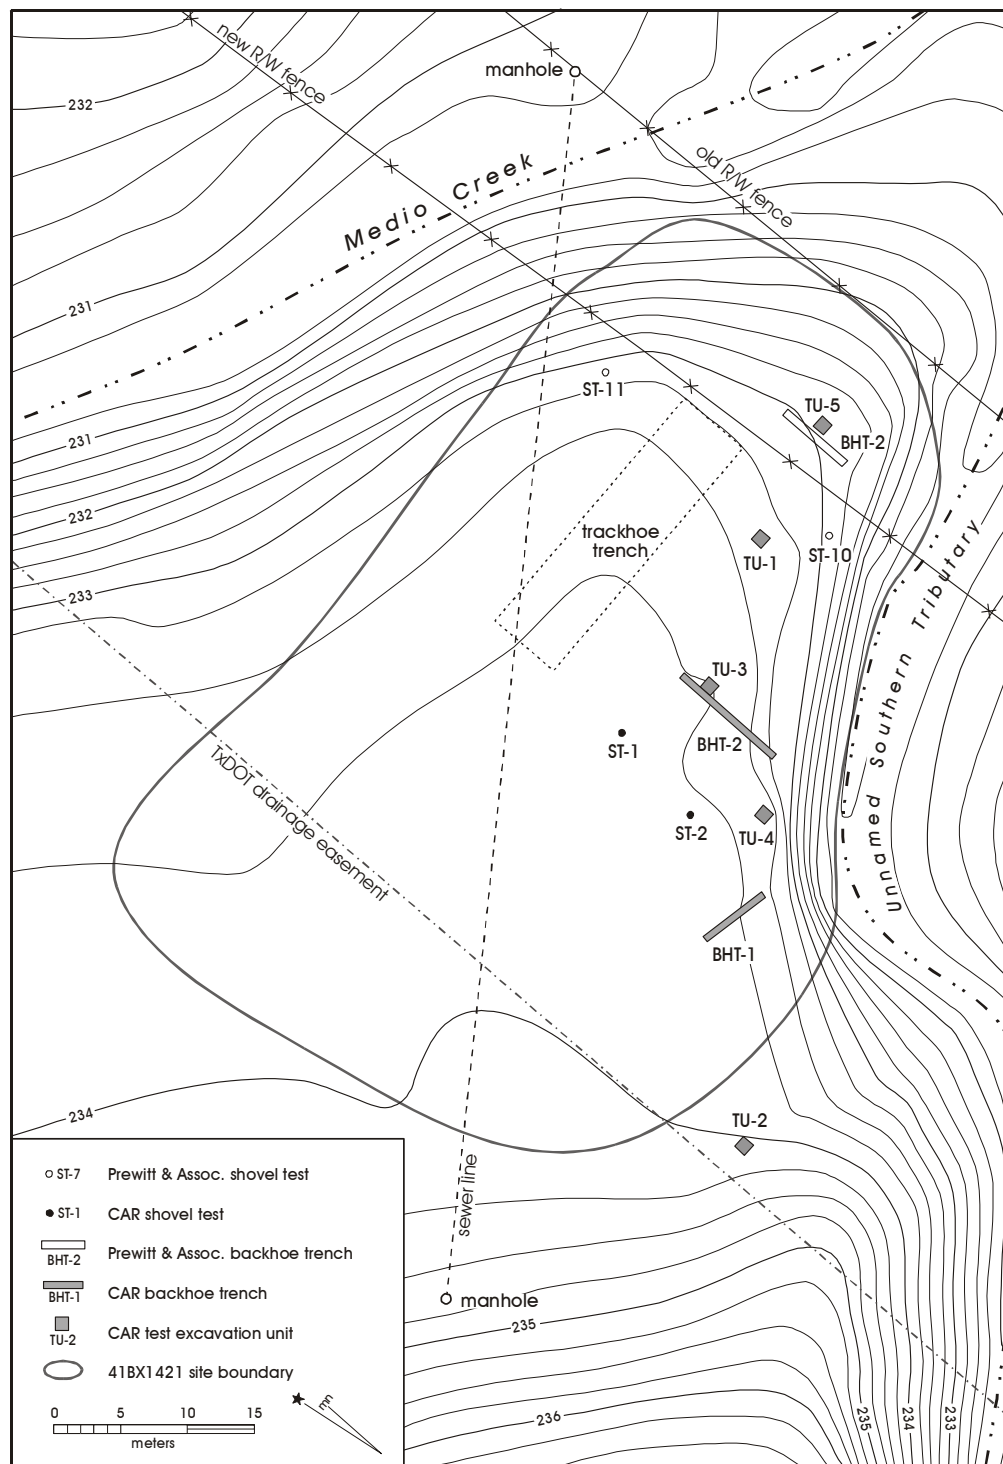 new R/W fence
manhole
232
old R/W fence
Medio Creek
231
ST-11
TU-5
BHT-2
231
232
trackhoe
trench
TU-1
ST-10
233
Unnamed Southern Tributary
TU-3
ST-1
BHT-2
TxDOT drainage easement
ST-2
TU-4
BHT-1
234
TU-2
sewer line
manhole
235
236
235
234
233
ST-7 Prewitt & Assoc. shovel test
ST-1 CAR shovel test
BHT-2 Prewitt & Assoc. backhoe trench
BHT-1 CAR backhoe trench
TU-2 CAR test excavation unit
41BX1421 site boundary
0 5 10 15
meters